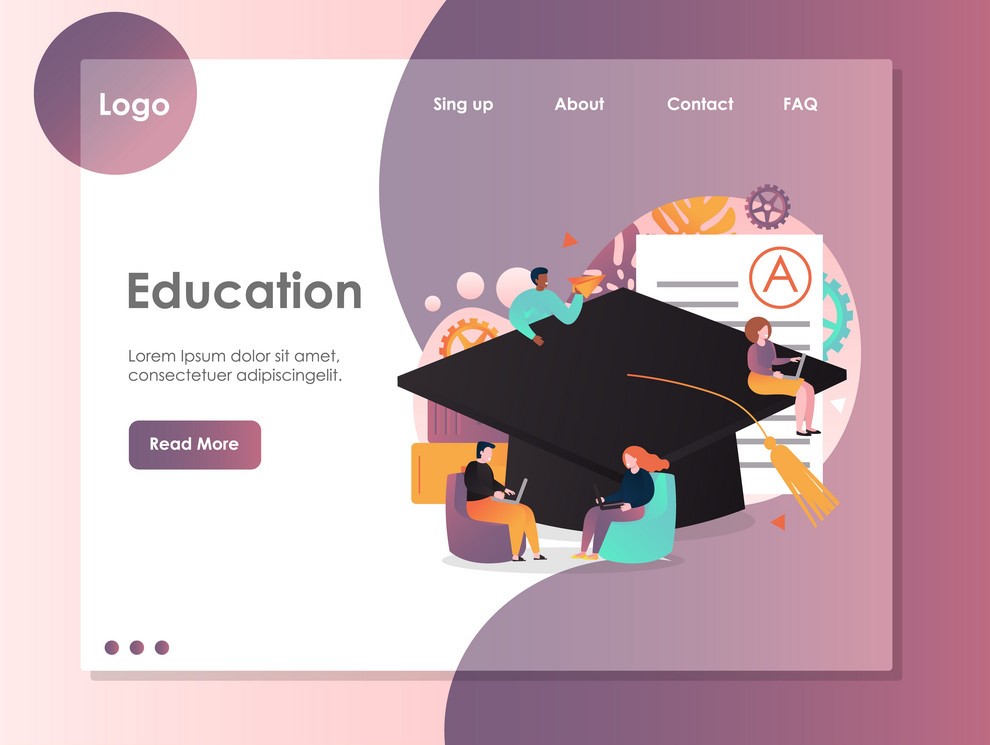 Logo
Sing up About Contact FAQ
A
Education
Lorem Ipsum dolor sit amet,
consectetuer adipiscingelit.
Read More